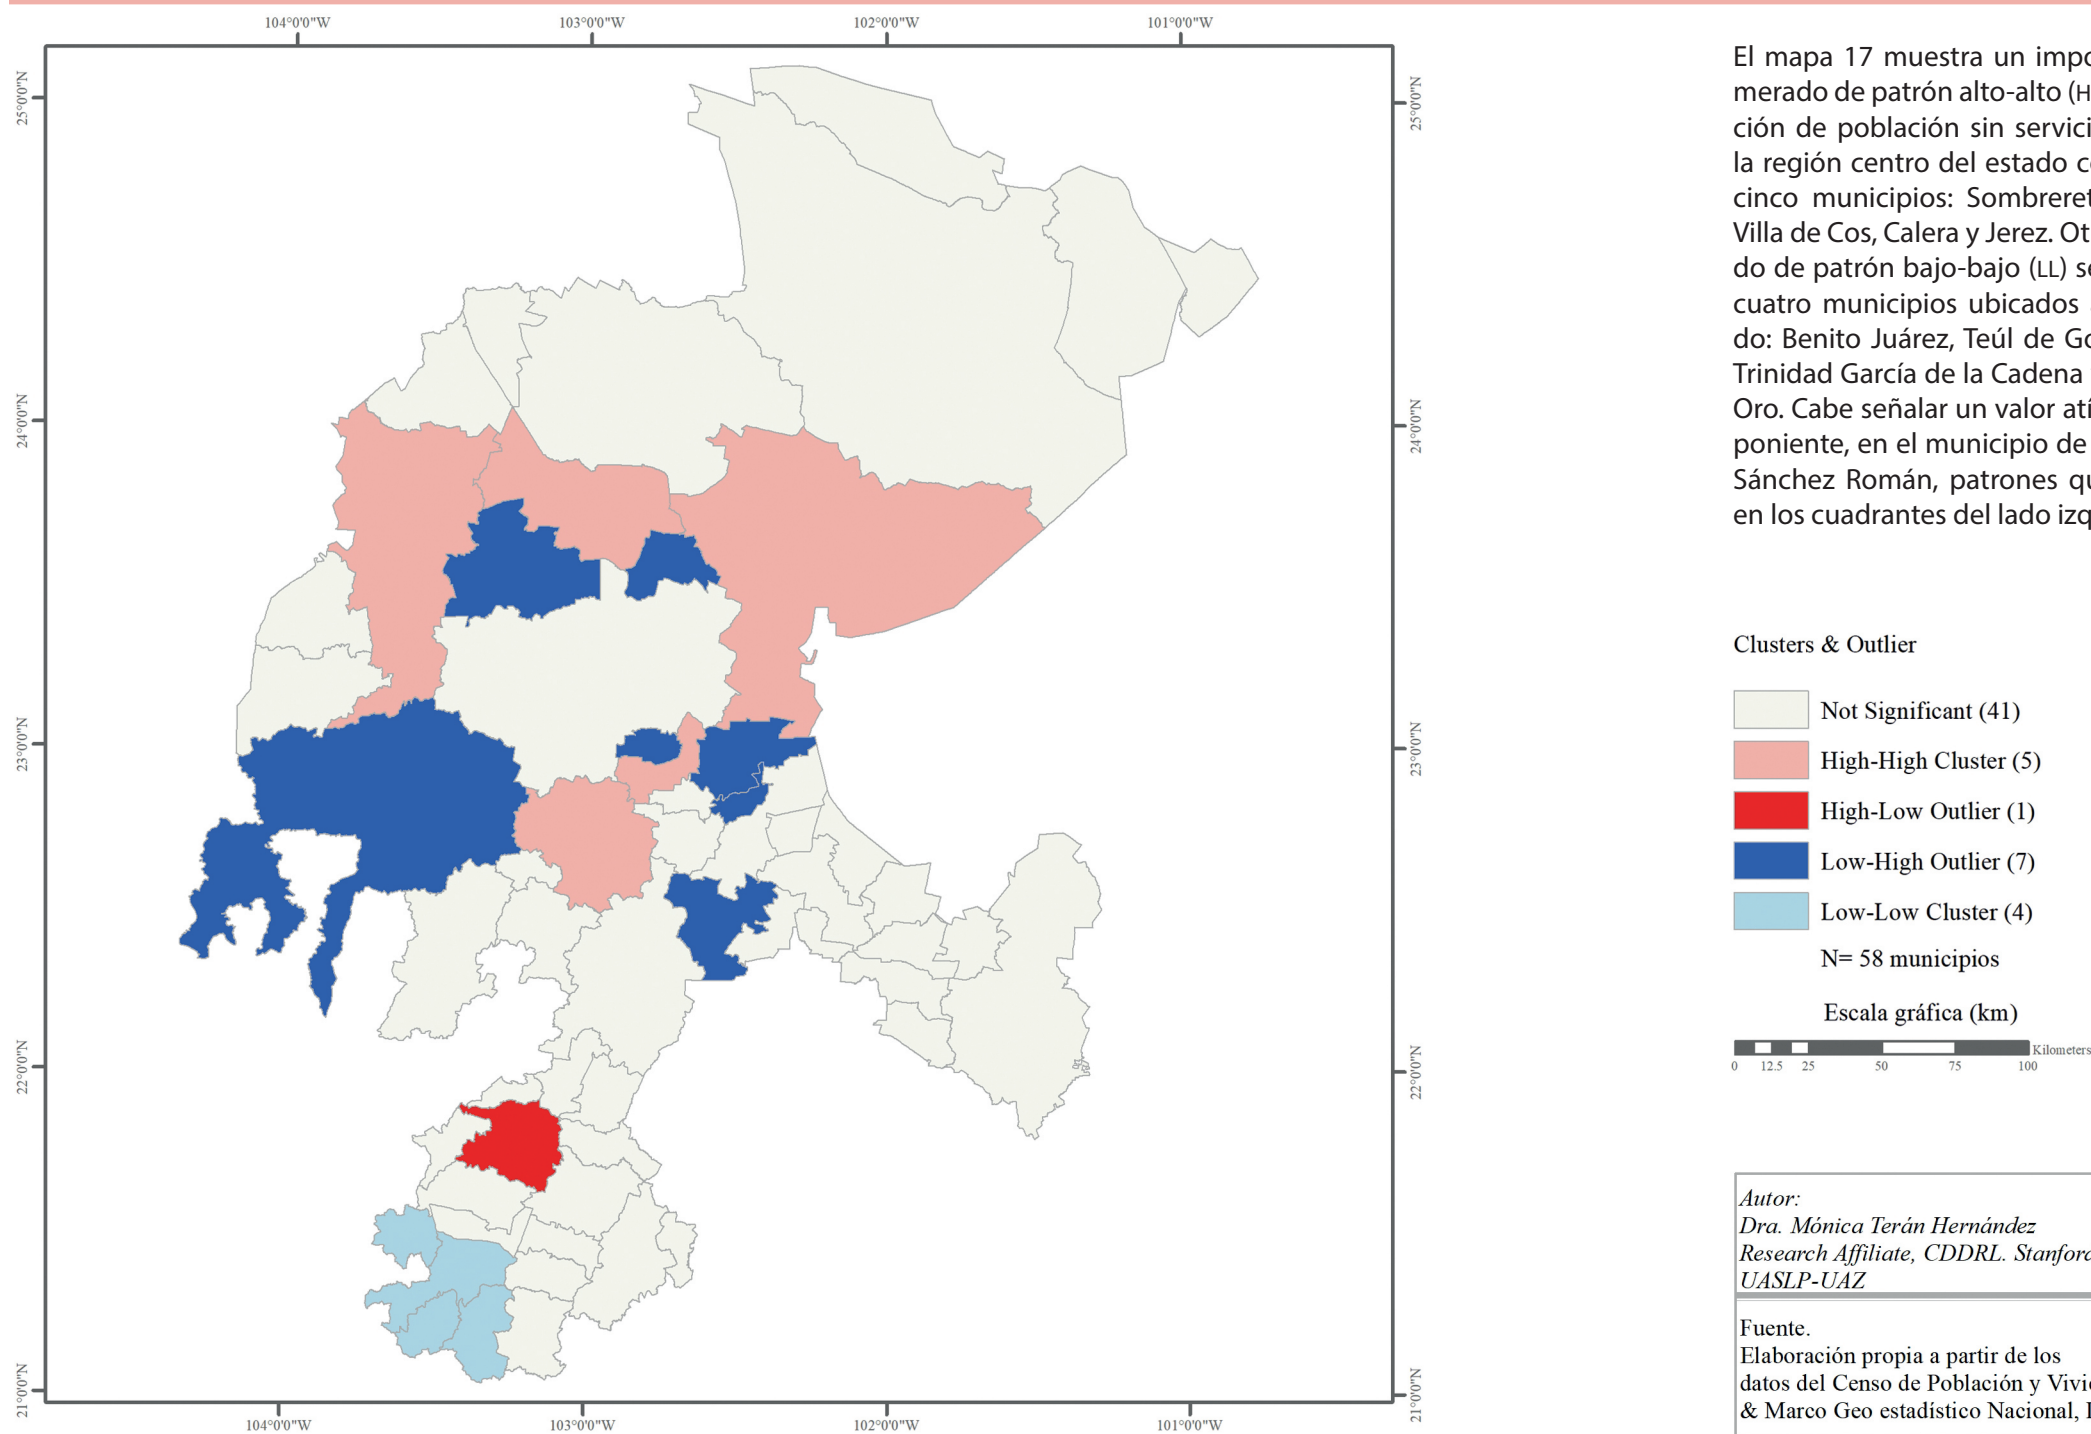 104°0'0"W 103°0'0"W 102°0'0"W 101°0'0"W
25°0'0"N
24°0'0"N
23°0'0"N
22°0'0"N
21°0'0"N
25°0'0"N
24°0'0"N
23°0'0"N
22°0'0"N
21°0'0"N
104°0'0"W 103°0'0"W 102°0'0"W 101°0'0"W
El mapa 17 muestra un impo
merado de patrón alto-alto (H
ción de población sin servici
la región centro del estado c
cinco municipios: Sombreret
Villa de Cos, Calera y Jerez. Ot
do de patrón bajo-bajo (LL) s
cuatro municipios ubicados
do: Benito Juárez, Teúl de Go
Trinidad García de la Cadena
Oro. Cabe señalar un valor atí
poniente, en el municipio de
Sánchez Román, patrones qu
en los cuadrantes del lado izq
Clusters & Outlier
Not Significant (41)
High-High Cluster (5)
High-Low Outlier (1)
Low-High Outlier (7)
Low-Low Cluster (4)
N= 58 municipios
Escala gráfica (km)
Kilometers
0 12.5 25 50 75 100
Autor:
Dra. Mónica Terán Hernández
Research Affiliate, CDDRL. Stanford
UASLP-UAZ
Fuente.
Elaboración propia a partir de los
datos del Censo de Población y Vivi
& Marco Geo estadístico Nacional, I